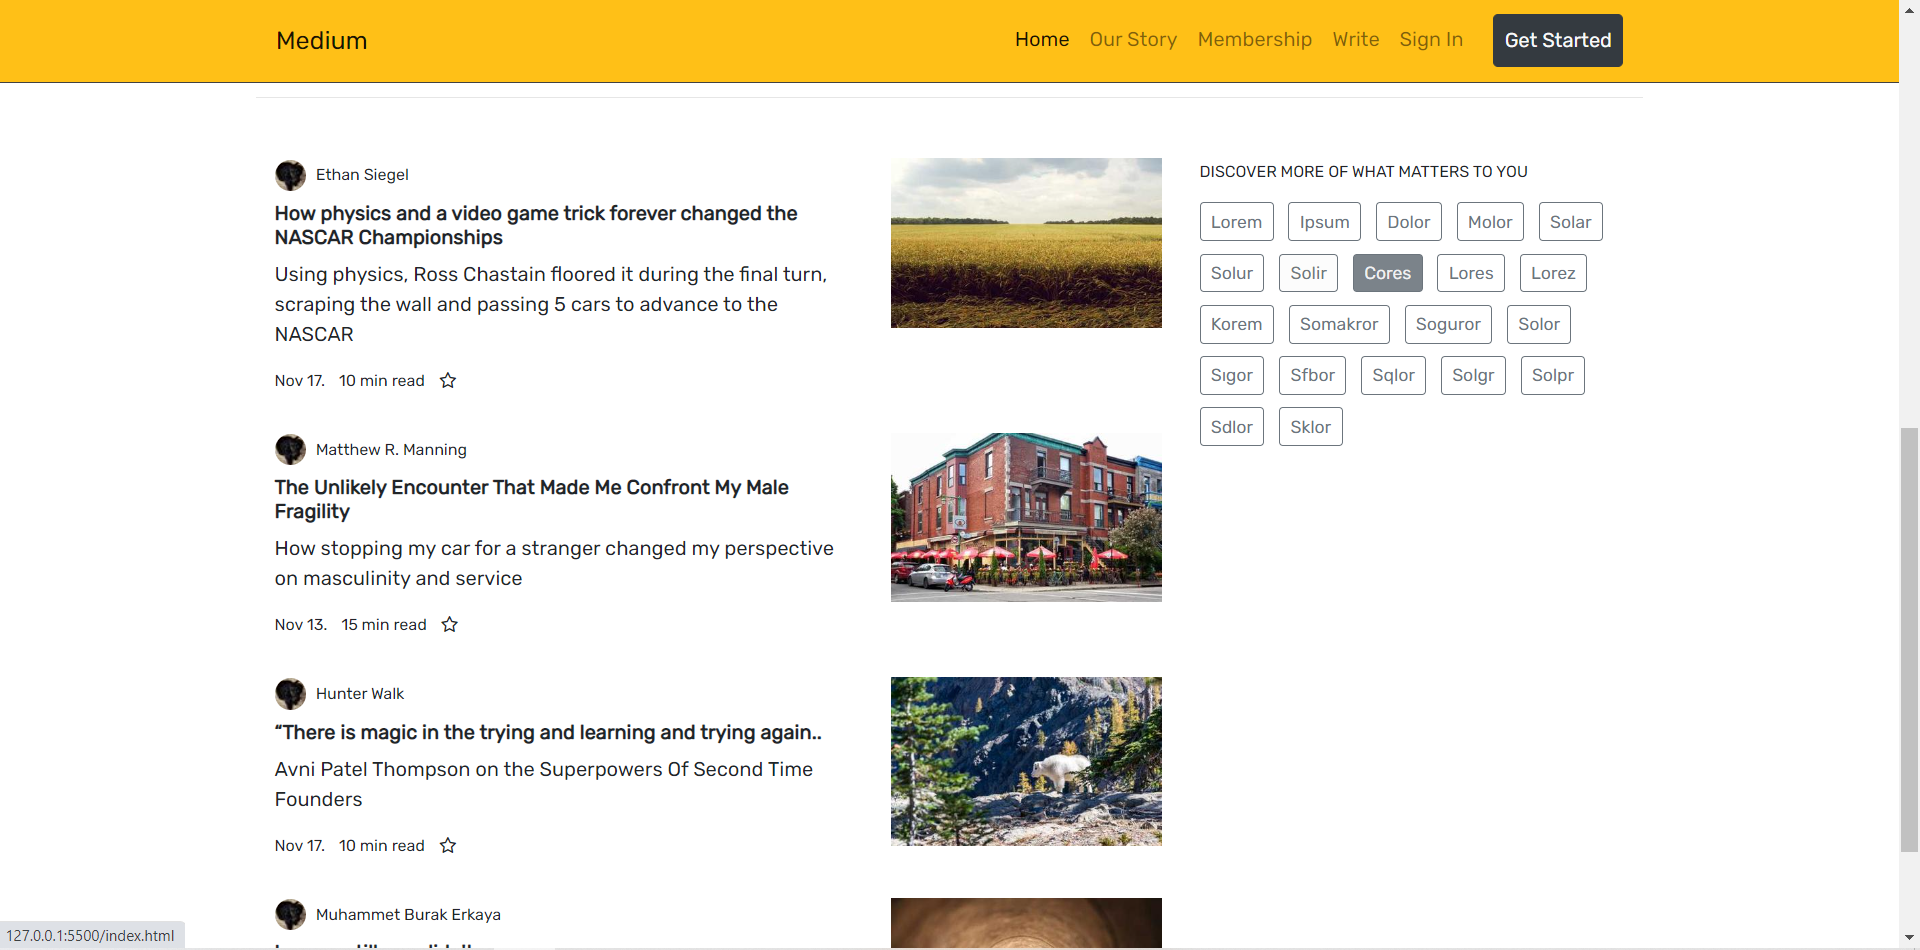 Medium
Home Our Story Membership Write Sign In Get Started
Ethan Siegel
How physics and a video game trick forever changed the
NASCAR Championships
Using physics, Ross Chastain floored it during the final turn,
scraping the wall and passing 5 cars to advance to the
NASCAR
Nov 17. 10 min read
Matthew R. Manning
The Unlikely Encounter That Made Me Confront My Male
Fragility
How stopping my car for a stranger changed my perspective
on masculinity and service
Nov 13. 15 min read
Hunter Walk
“There is magic in the trying and learning and trying again..
Avni Patel Thompson on the Superpowers Of Second Time
Founders
Nov 17. 10 min read
Muhammet Burak Erkaya
DISCOVER MORE OF WHAT MATTERS TO YOU
Lorem Ipsum Dolor Molor Solar
Solur Solir Cores Lores Lorez
Korem Somakror Soguror Solor
Sıgor Sfbor Sqlor Solgr Solpr
Sdlor Sklor
127.0.0.1:5500/index.html